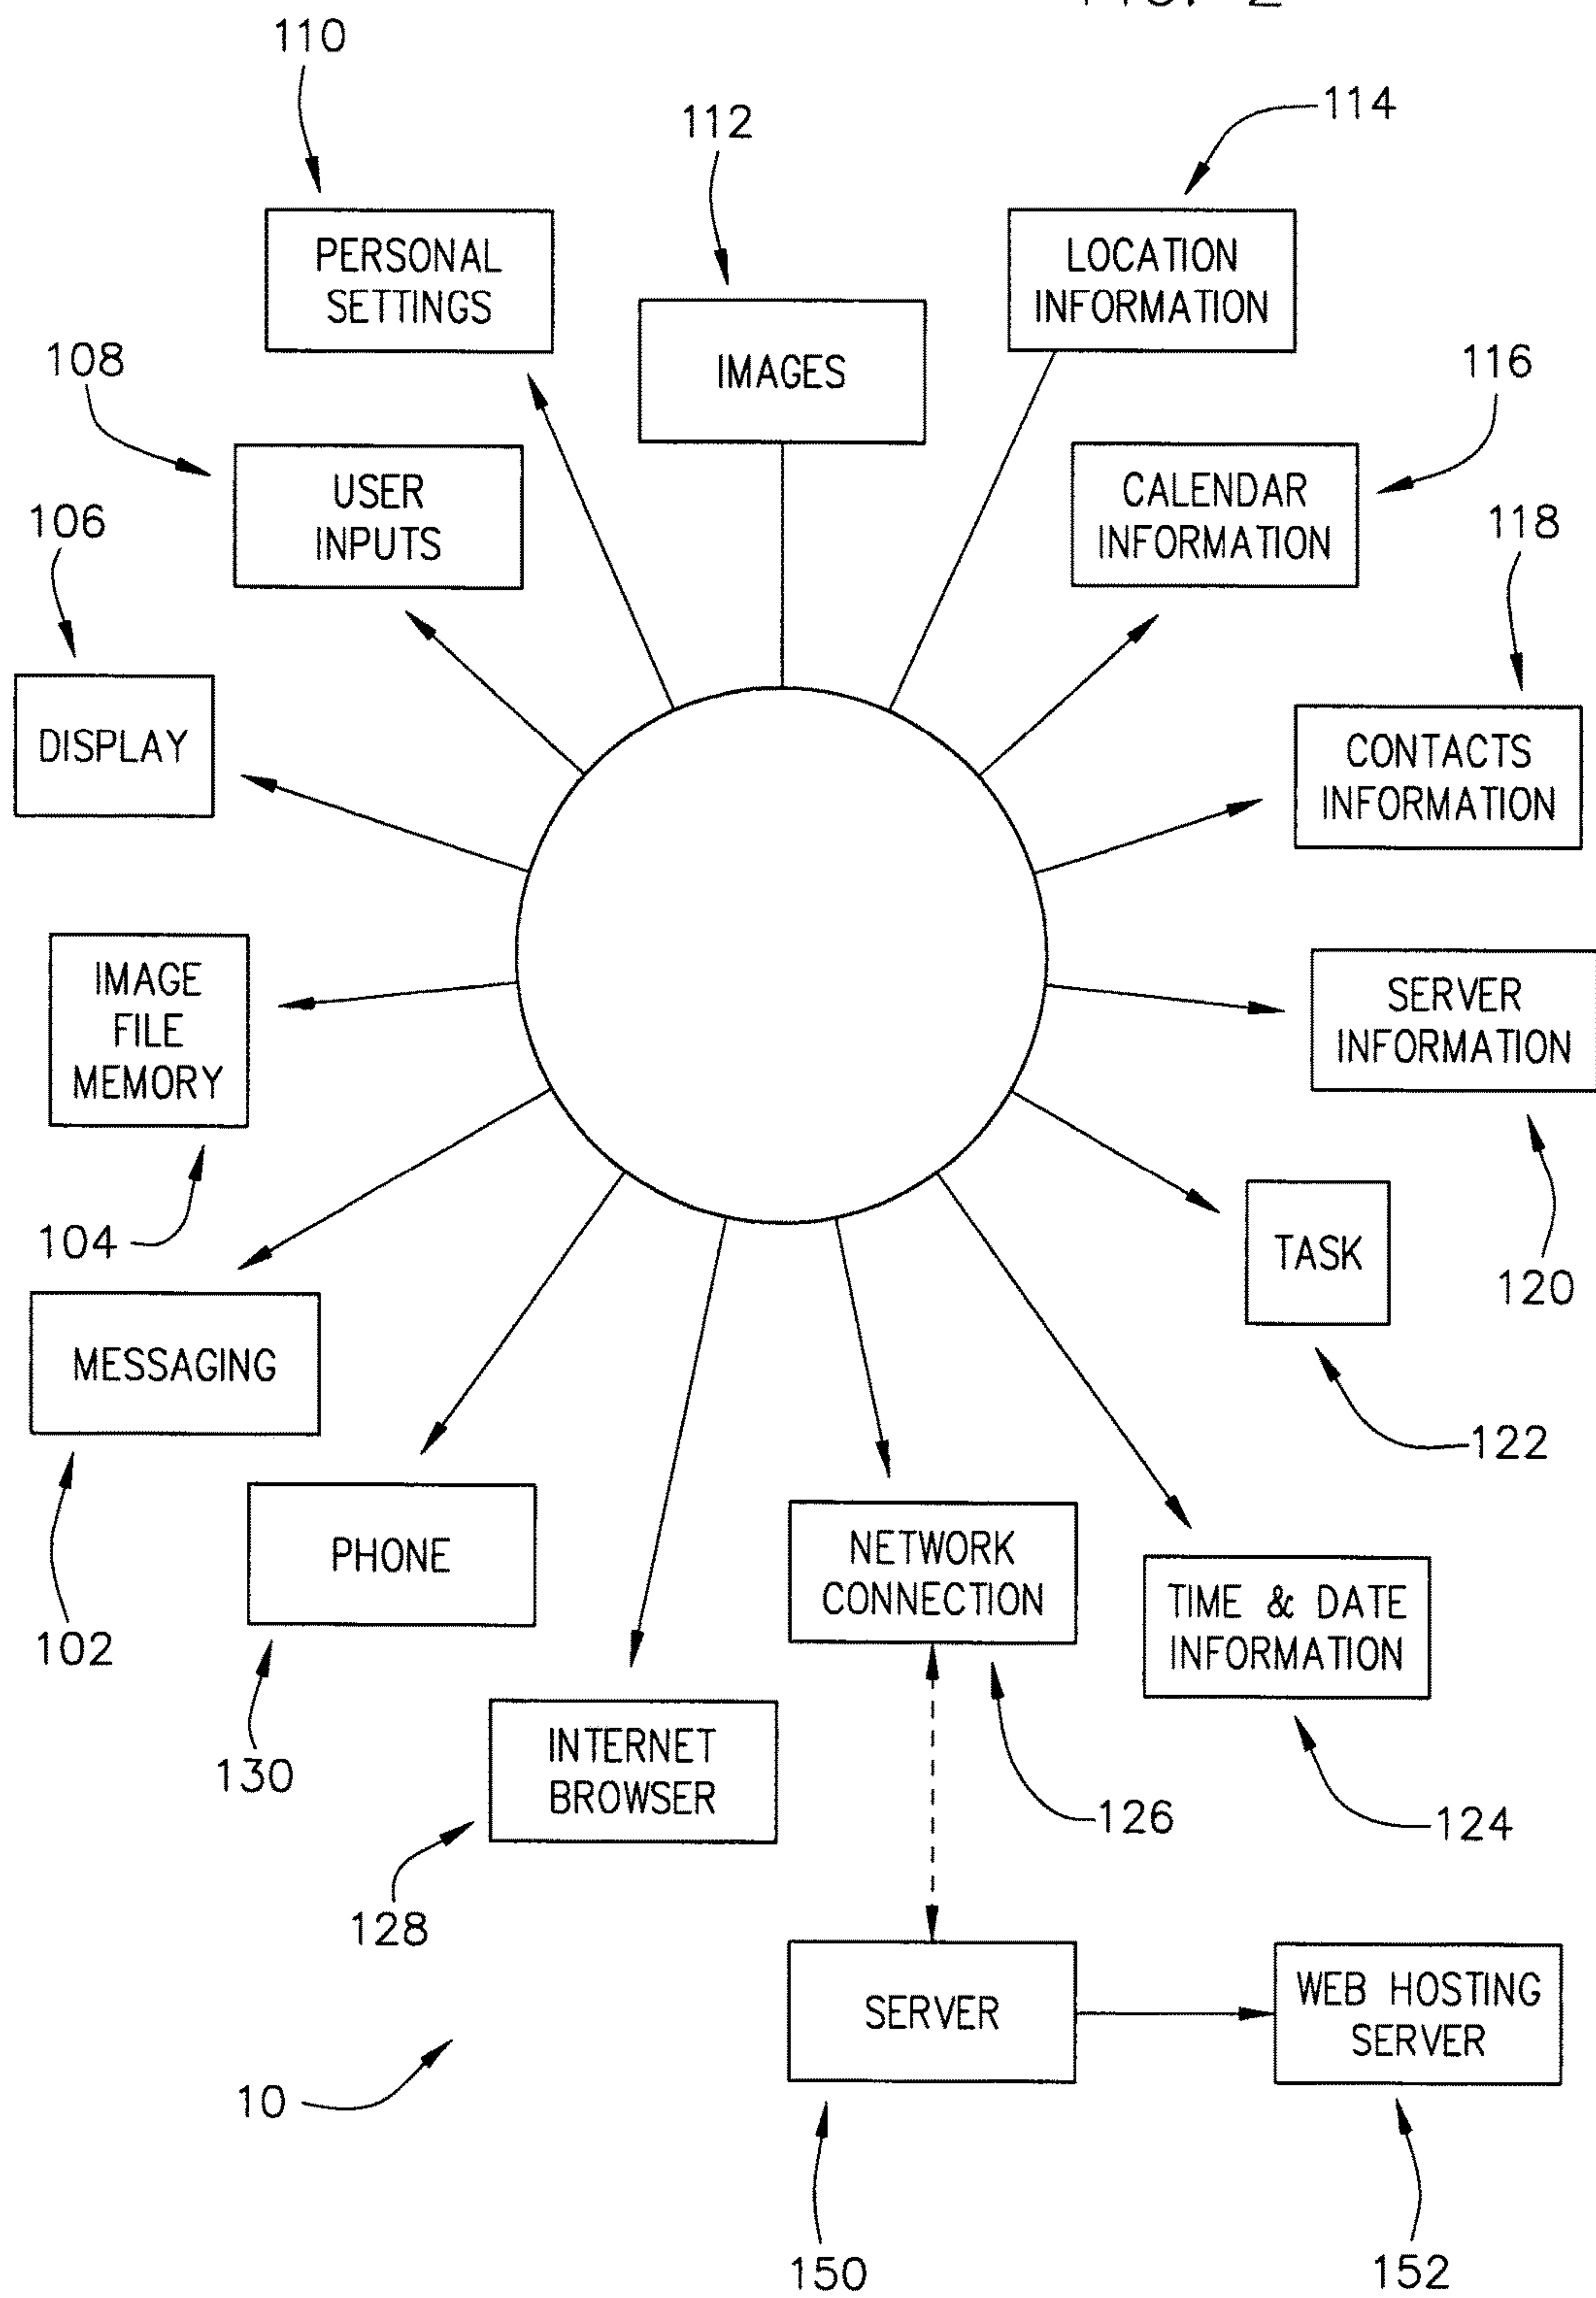 FIG. 2
110
112
114
PERSONAL
SETTINGS
LOCATION
INFORMATION
IMAGES
108
116
USER
INPUTS
CALENDAR
INFORMATION
106
118
DISPLAY
CONTACTS
INFORMATION
IMAGE
FILE
MEMORY
SERVER
INFORMATION
104
TASK
120
MESSAGING
122
PHONE
NETWORK
CONNECTION
TIME & DATE
INFORMATION
102
130
INTERNET
BROWSER
126
124
128
SERVER
WEB HOSTING
SERVER
10
150
152